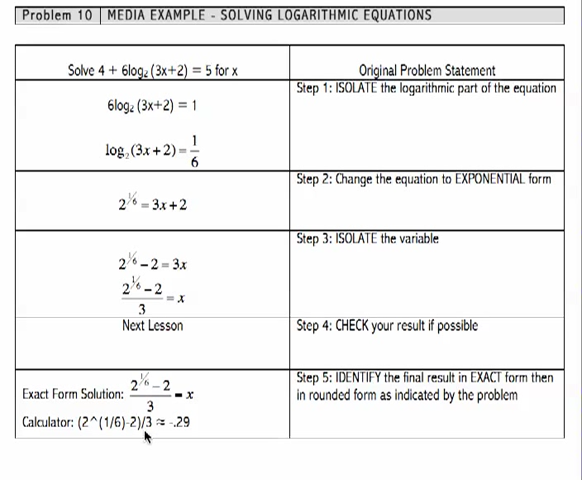 Problem 10 | MEDIA EXAMPLE - SOLVING LOGARITHMIC EQUATIONS
Solve 4 + 6log₂ (3x+2) = 5 for x
Original Problem Statement
6log₂ (3x+2) = 1
log₂ (3x + 2) = 1/6
Step 1: ISOLATE the logarithmic part of the equation
2^(1/6) = 3x + 2
Step 2: Change the equation to EXPONENTIAL form
2^(1/6) – 2 = 3x
(2^(1/6) – 2)/3 = x
Step 3: ISOLATE the variable
Next Lesson
Step 4: CHECK your result if possible
Exact Form Solution: (2^(1/6) – 2)/3 = x
Calculator: (2^(1/6)-2)/3 ≈ -.29
Step 5: IDENTIFY the final result in EXACT form then
in rounded form as indicated by the problem